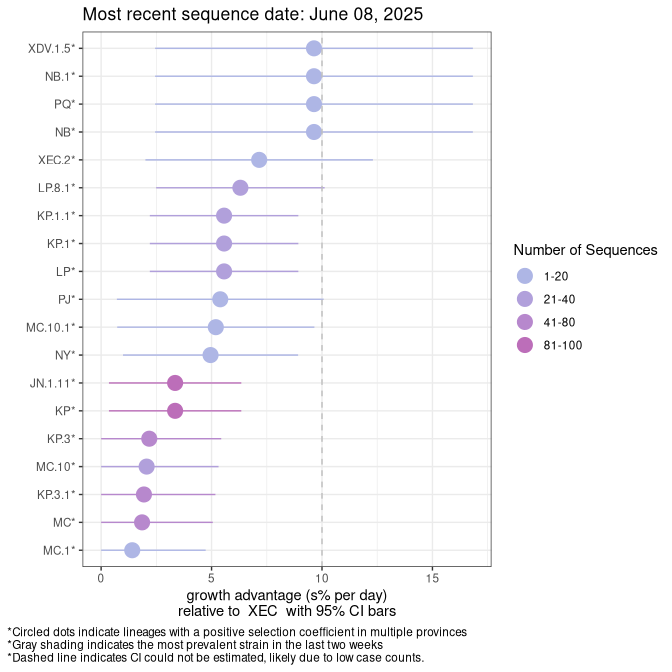 Most recent sequence date: June 08, 2025
XDV.1.5*
NB.1*
PQ*
NB*
XEC.2*
LP.8.1*
KP.1.1*
KP.1*
LP*
PJ*
MC.10.1*
NY*
JN.1.11*
KP*
KP.3*
MC.10*
KP.3.1*
MC*
MC.1*
0 5 10 15
growth advantage (s% per day)
relative to XEC with 95% CI bars
Number of Sequences
1-20
21-40
41-80
81-100
*Circled dots indicate lineages with a positive selection coefficient in multiple provinces
*Gray shading indicates the most prevalent strain in the last two weeks
*Dashed line indicates CI could not be estimated, likely due to low case counts.